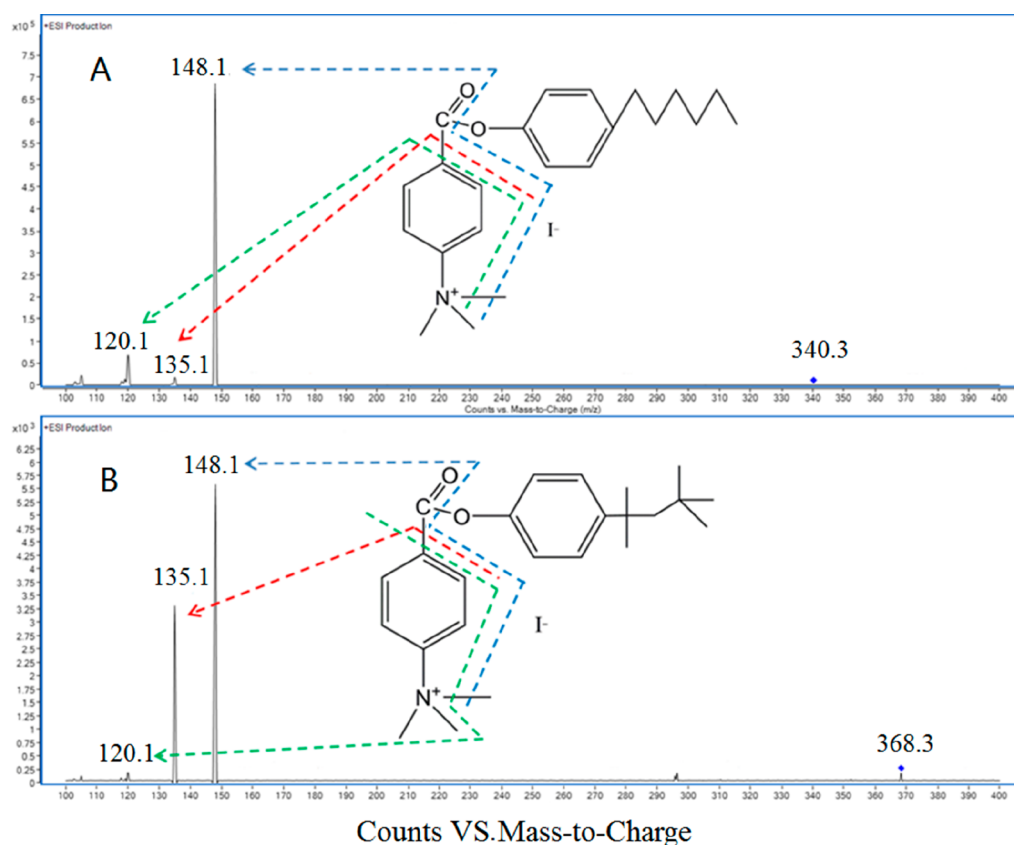 x10⁵ +ESI Production
A
148.1
O
C
O
I-
N+
120.1
135.1
340.3
7.5
7
6.5
6
5.5
5
4.5
4
3.5
3
2.5
2
1.5
1
0.5
0
100 110 120 130 140 150 160 170 180 190 200 210 220 230 240 250 260 270 280 290 300 310 320 330 340 350 360 370 380 390 400
Counts vs. Mass-to-Charge (m/z)
x10³ +ESI Production
B
148.1
O
C
O
135.1
I-
N+
120.1
368.3
6.25
6
5.75
5.5
5.25
5
4.75
4.5
4.25
4
3.75
3.5
3.25
3
2.75
2.5
2.25
2
1.75
1.5
1.25
1
0.75
0.5
0.25
0
100 110 120 130 140 150 160 170 180 190 200 210 220 230 240 250 260 270 280 290 300 310 320 330 340 350 360 370 380 390 400
Counts VS.Mass-to-Charge